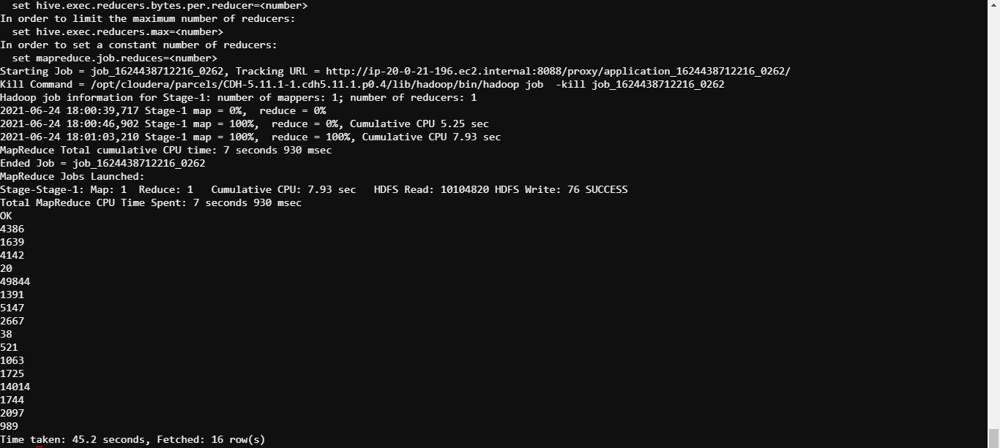 set hive.exec.reducers.bytes.per.reducer=<number>
In order to limit the maximum number of reducers:
set hive.exec.reducers.max=<number>
In order to set a constant number of reducers:
set mapreduce.job.reduces=<number>
Starting Job = job_1624438712216_0262, Tracking URL = http://ip-20-0-21-196.ec2.internal:8088/proxy/application_1624438712216_0262/
Kill Command = /opt/cloudera/parcels/CDH-5.11.1-1.cdh5.11.1.p0.4/lib/hadoop/bin/hadoop job  -kill job_1624438712216_0262
Hadoop job information for Stage-1: number of mappers: 1; number of reducers: 1
2021-06-24 18:00:39,717 Stage-1 map = 0%,  reduce = 0%
2021-06-24 18:00:46,902 Stage-1 map = 100%,  reduce = 0%, Cumulative CPU 5.25 sec
2021-06-24 18:01:03,210 Stage-1 map = 100%,  reduce = 100%, Cumulative CPU 7.93 sec
MapReduce Total cumulative CPU time: 7 seconds 930 msec
Ended Job = job_1624438712216_0262
MapReduce Jobs Launched:
Stage-Stage-1: Map: 1  Reduce: 1   Cumulative CPU: 7.93 sec   HDFS Read: 10104820 HDFS Write: 76 SUCCESS
Total MapReduce CPU Time Spent: 7 seconds 930 msec
OK
4386
1639
4142
20
49844
1391
5147
2667
38
521
1063
1725
14014
1744
2097
989
Time taken: 45.2 seconds, Fetched: 16 row(s)